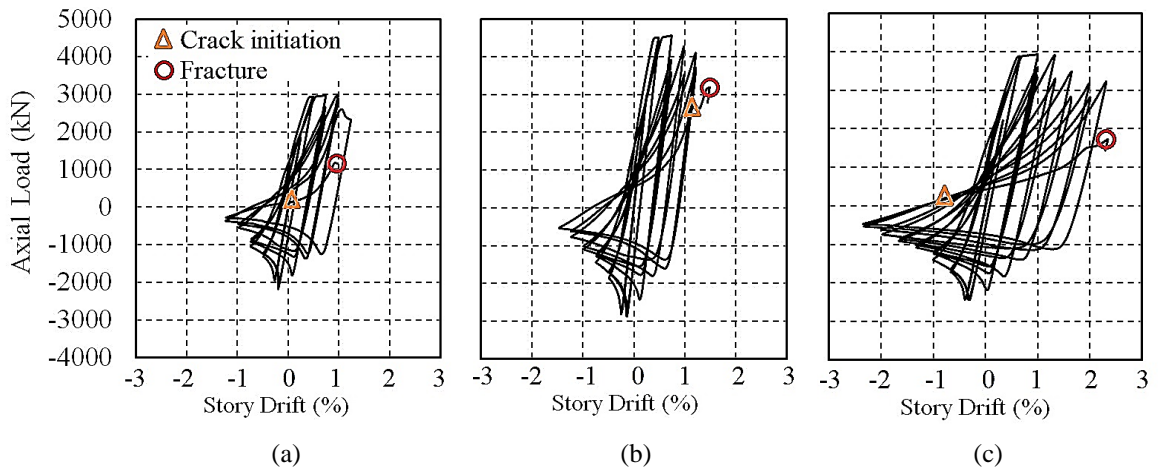 5000
4000
3000
2000
1000
0
-1000
-2000
-3000
-4000
Axial Load (kN)
Crack initiation
Fracture
-3 -2 -1 0 1 2 3
Story Drift (%)
(a)
-3 -2 -1 0 1 2 3
Story Drift (%)
(b)
-3 -2 -1 0 1 2 3
Story Drift (%)
(c)